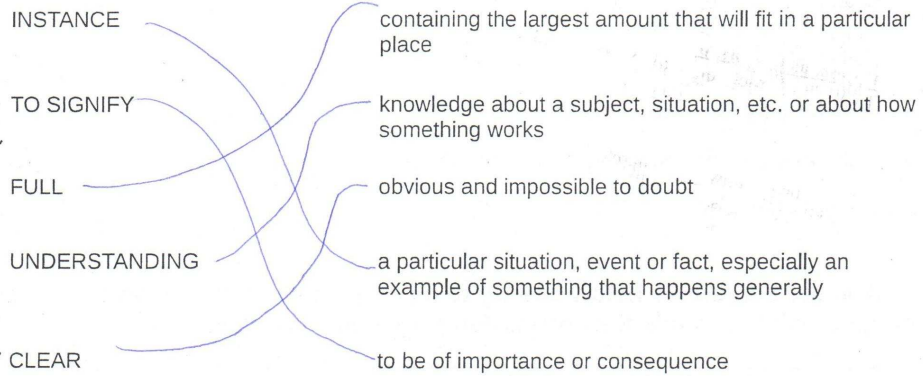 INSTANCE
containing the largest amount that will fit in a particular
place
TO SIGNIFY
knowledge about a subject, situation, etc. or about how
something works
FULL
obvious and impossible to doubt
UNDERSTANDING
a particular situation, event or fact, especially an
example of something that happens generally
CLEAR
to be of importance or consequence